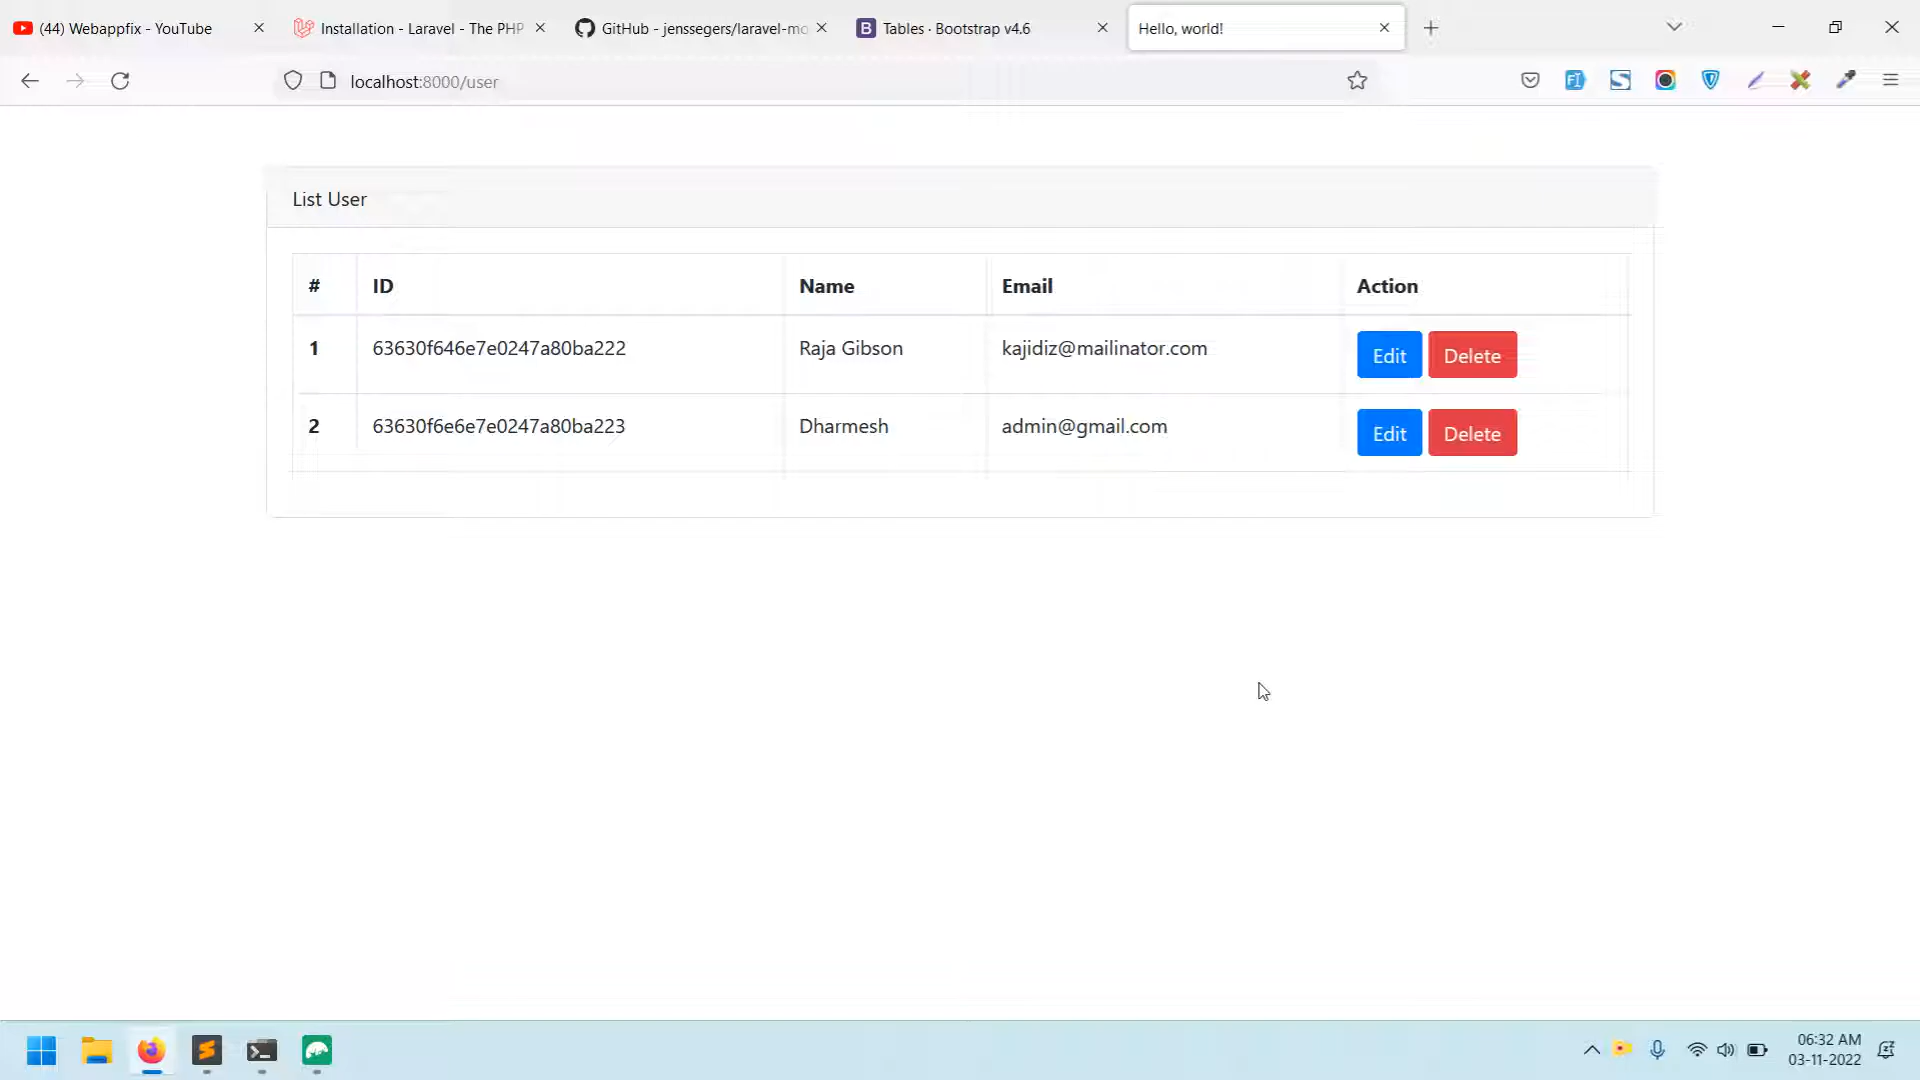 (44) Webappfix - YouTube
Installation - Laravel - The PHP
GitHub - jenssegers/laravel-mo
Tables · Bootstrap v4.6
Hello, world!
localhost:8000/user
List User
# ID Name Email Action
1 63630f646e7e0247a80ba222 Raja Gibson kajidiz@mailinator.com Edit Delete
2 63630f6e6e7e0247a80ba223 Dharmesh admin@gmail.com Edit Delete
06:32 AM
03-11-2022